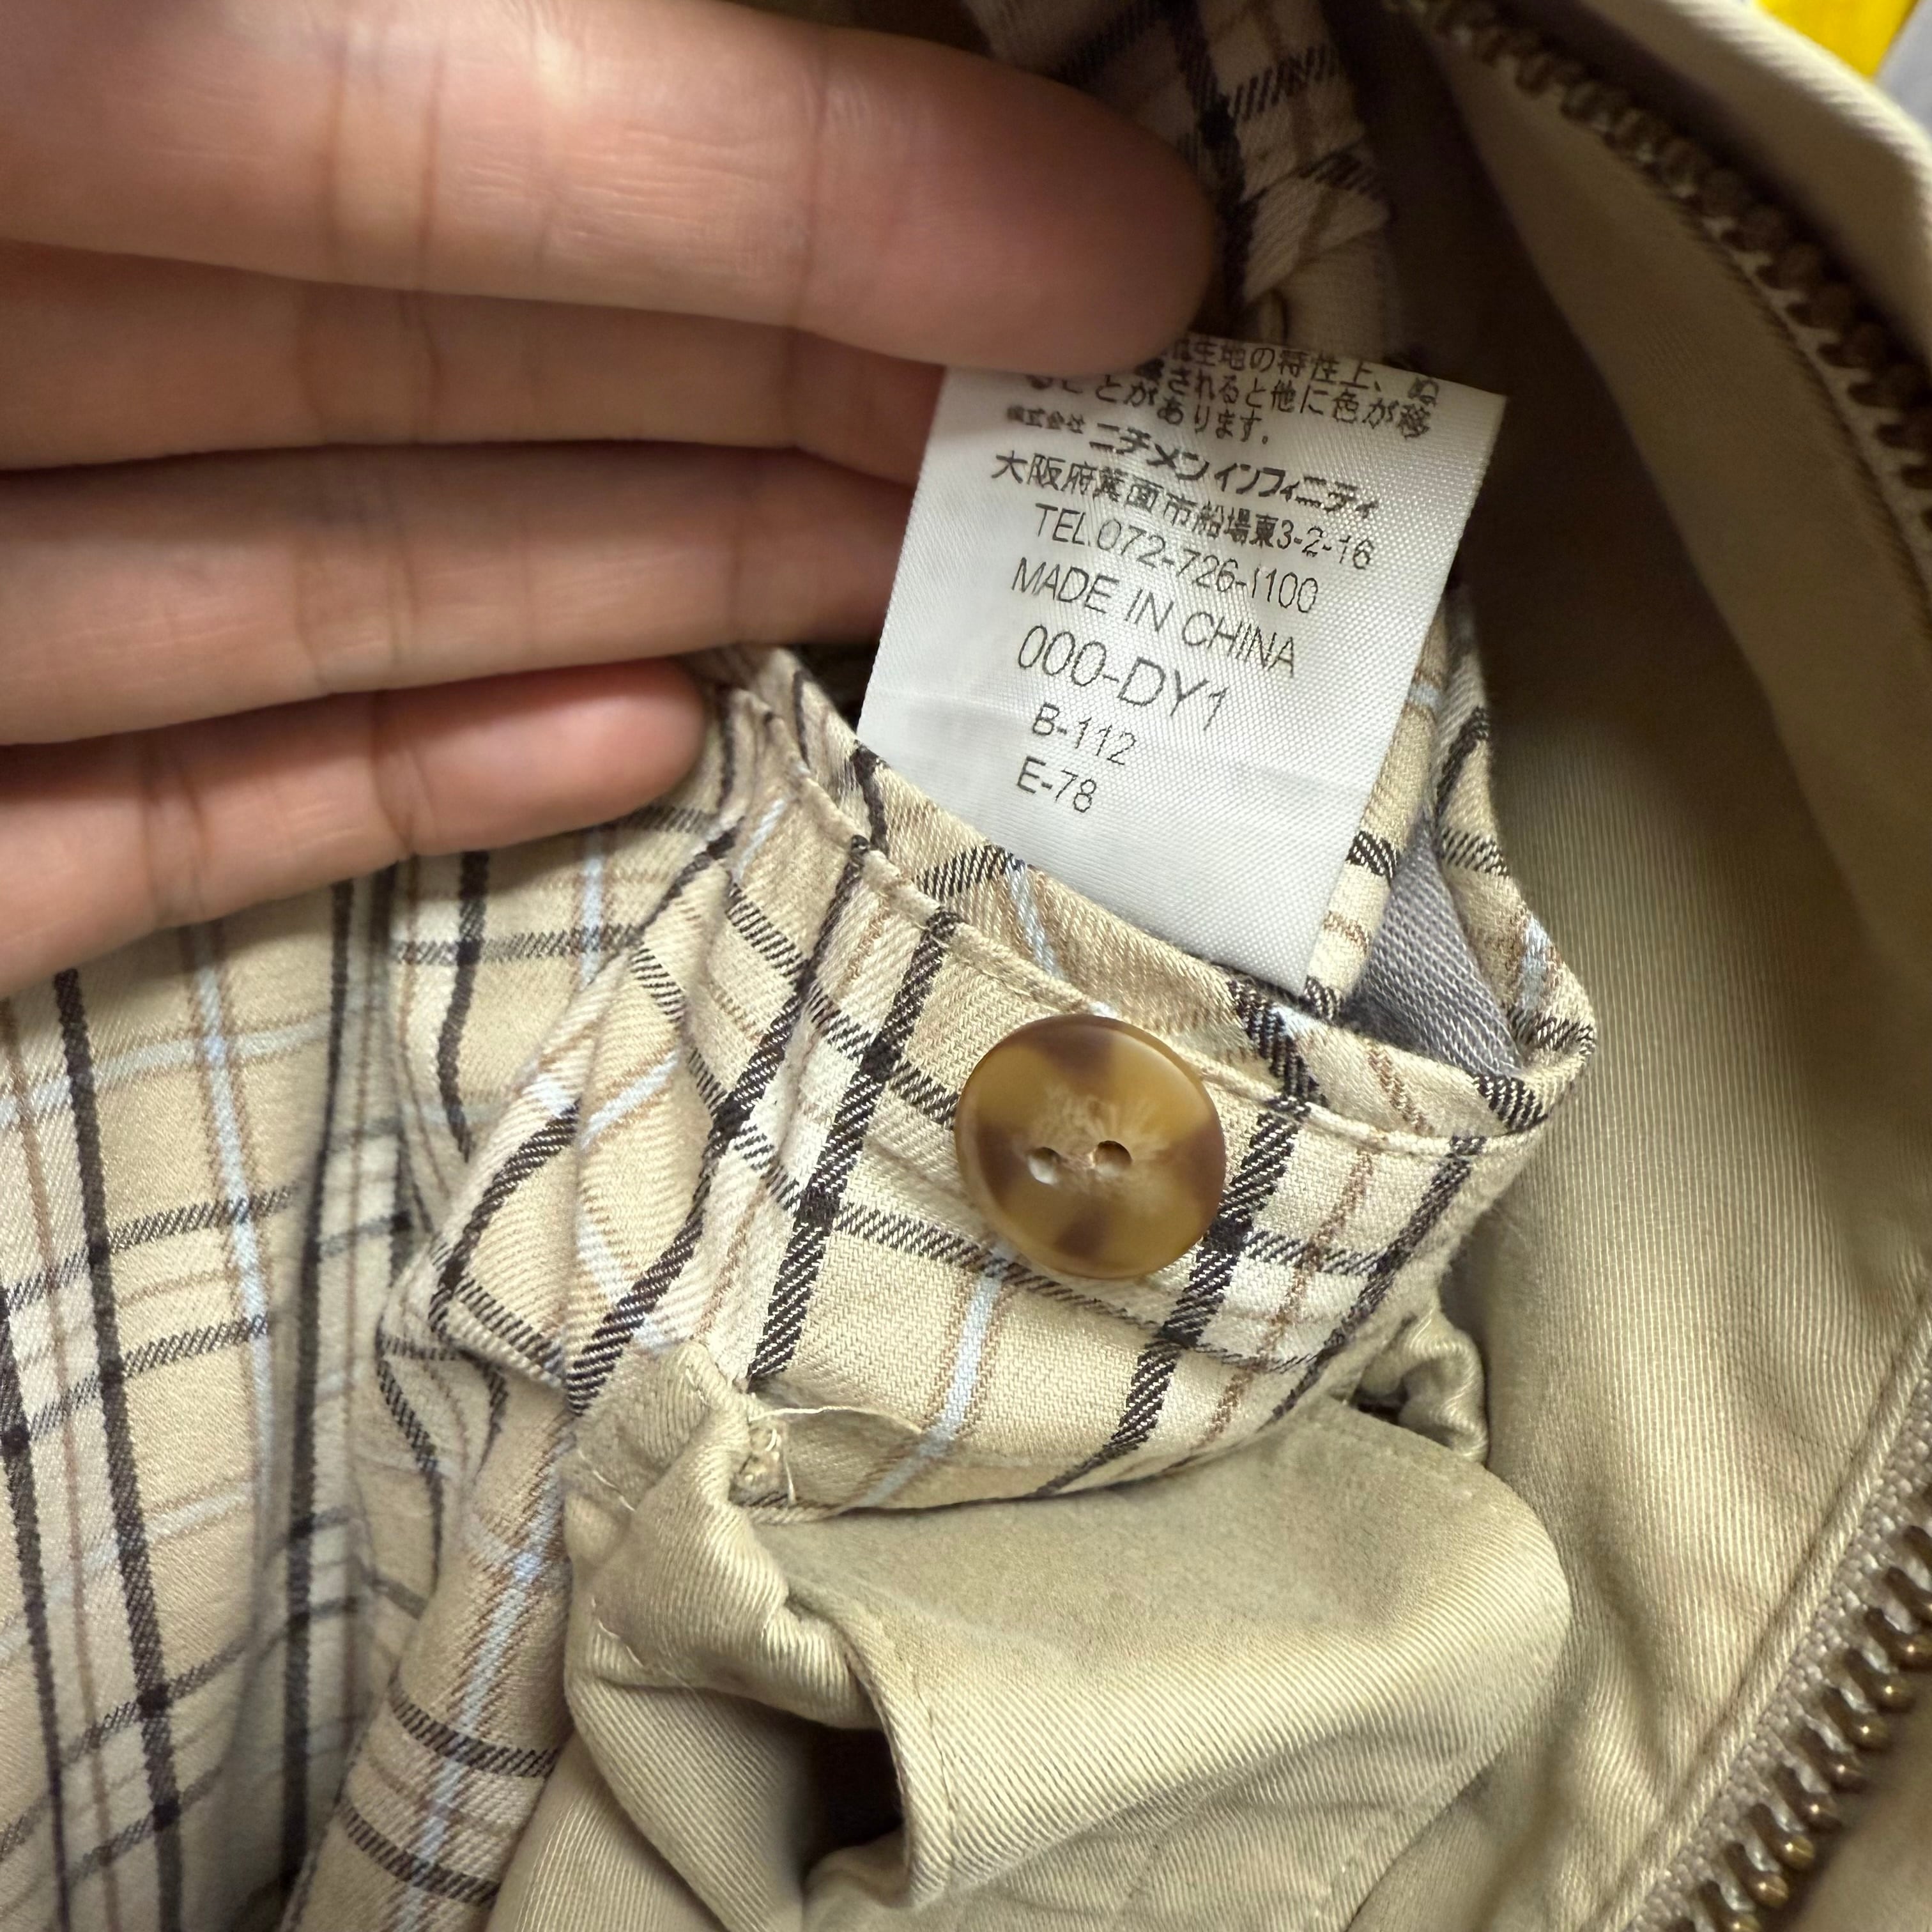 は生地の特性上、ぬ
されると他に色が移
ることがあります。
株式会社 ニチメンインフィニティ
大阪府箕面市船場東3-2-16
TEL.072-726-1100
MADE IN CHINA
000-DY1
B-112
E-78